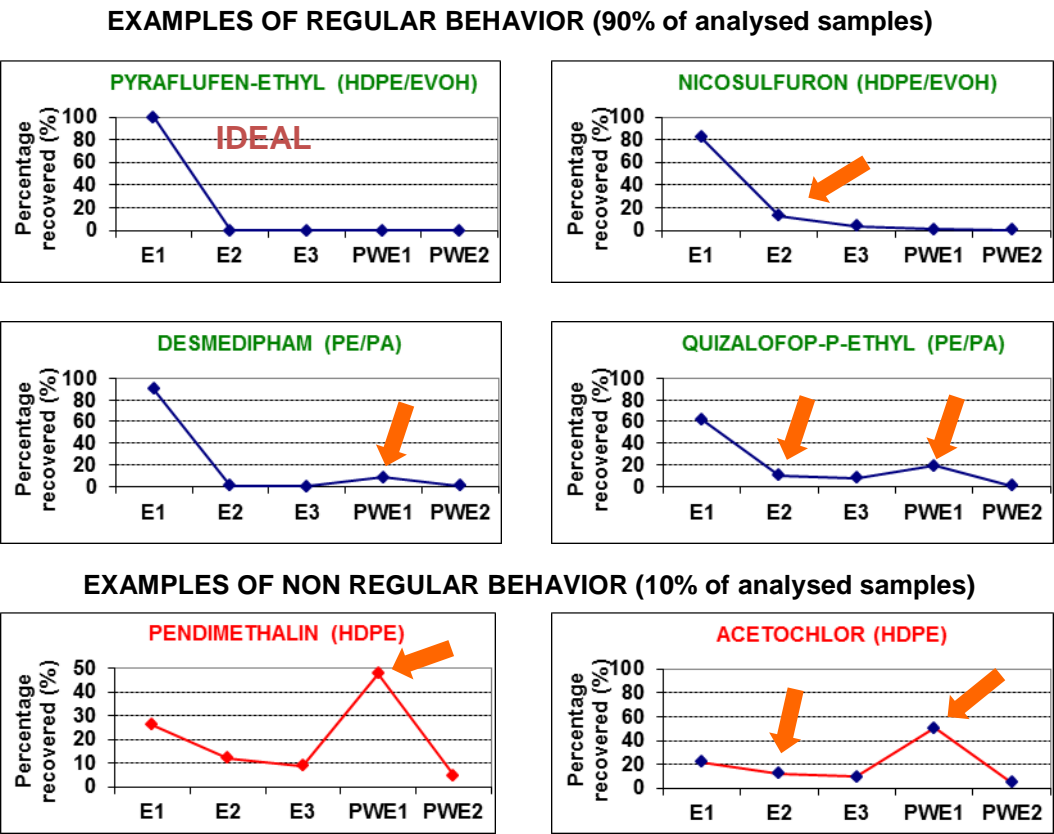 EXAMPLES OF REGULAR BEHAVIOR (90% of analysed samples)
PYRAFLUFEN-ETHYL (HDPE/EVOH)
Percentage
recovered (%)
100
80
60
40
20
0
IDEAL
E1 E2 E3 PWE1 PWE2
NICOSULFURON (HDPE/EVOH)
Percentage
recovered (%)
100
80
60
40
20
0
E1 E2 E3 PWE1 PWE2
DESMEDIPHAM (PE/PA)
Percentage
recovered (%)
100
80
60
40
20
0
E1 E2 E3 PWE1 PWE2
QUIZALOFOP-P-ETHYL (PE/PA)
Percentage
recovered (%)
100
80
60
40
20
0
E1 E2 E3 PWE1 PWE2
EXAMPLES OF NON REGULAR BEHAVIOR (10% of analysed samples)
PENDIMETHALIN (HDPE)
Percentage
recovered (%)
50
40
30
20
10
0
E1 E2 E3 PWE1 PWE2
ACETOCHLOR (HDPE)
Percentage
recovered (%)
100
80
60
40
20
0
E1 E2 E3 PWE1 PWE2